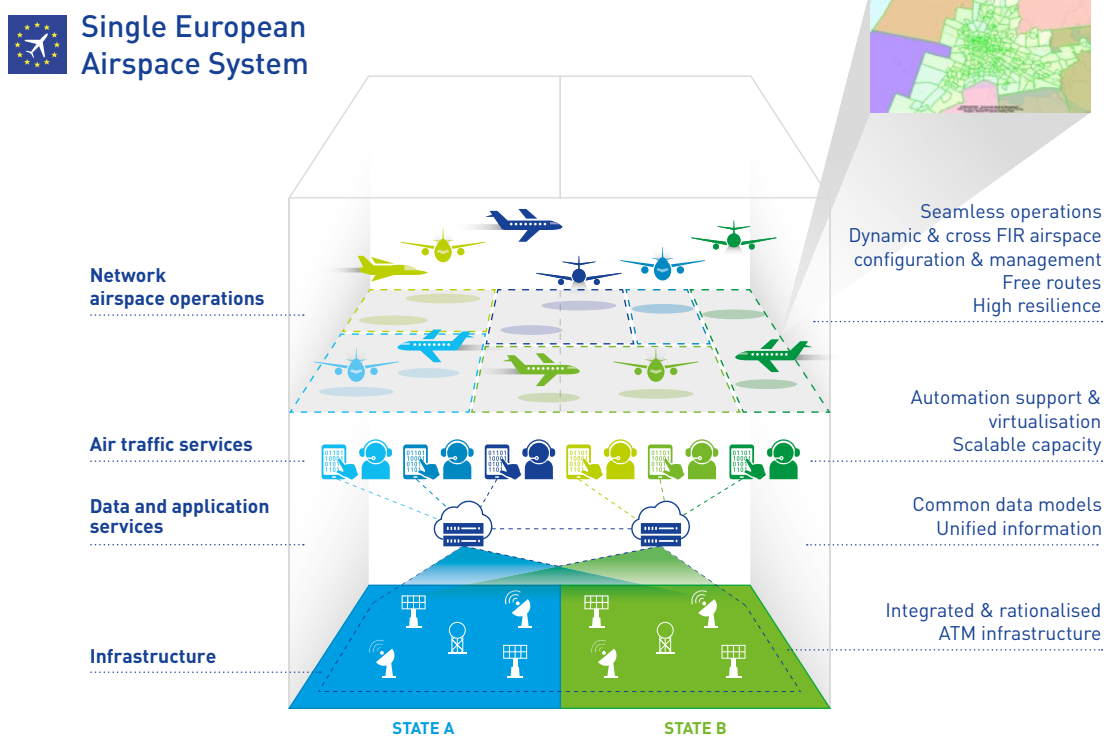 Single European
Airspace System
Network
airspace operations
Seamless operations
Dynamic & cross FIR airspace
configuration & management
Free routes
High resilience
Air traffic services
Automation support &
virtualisation
Scalable capacity
Data and application
services
Common data models
Unified information
Infrastructure
Integrated & rationalised
ATM infrastructure
STATE A
STATE B